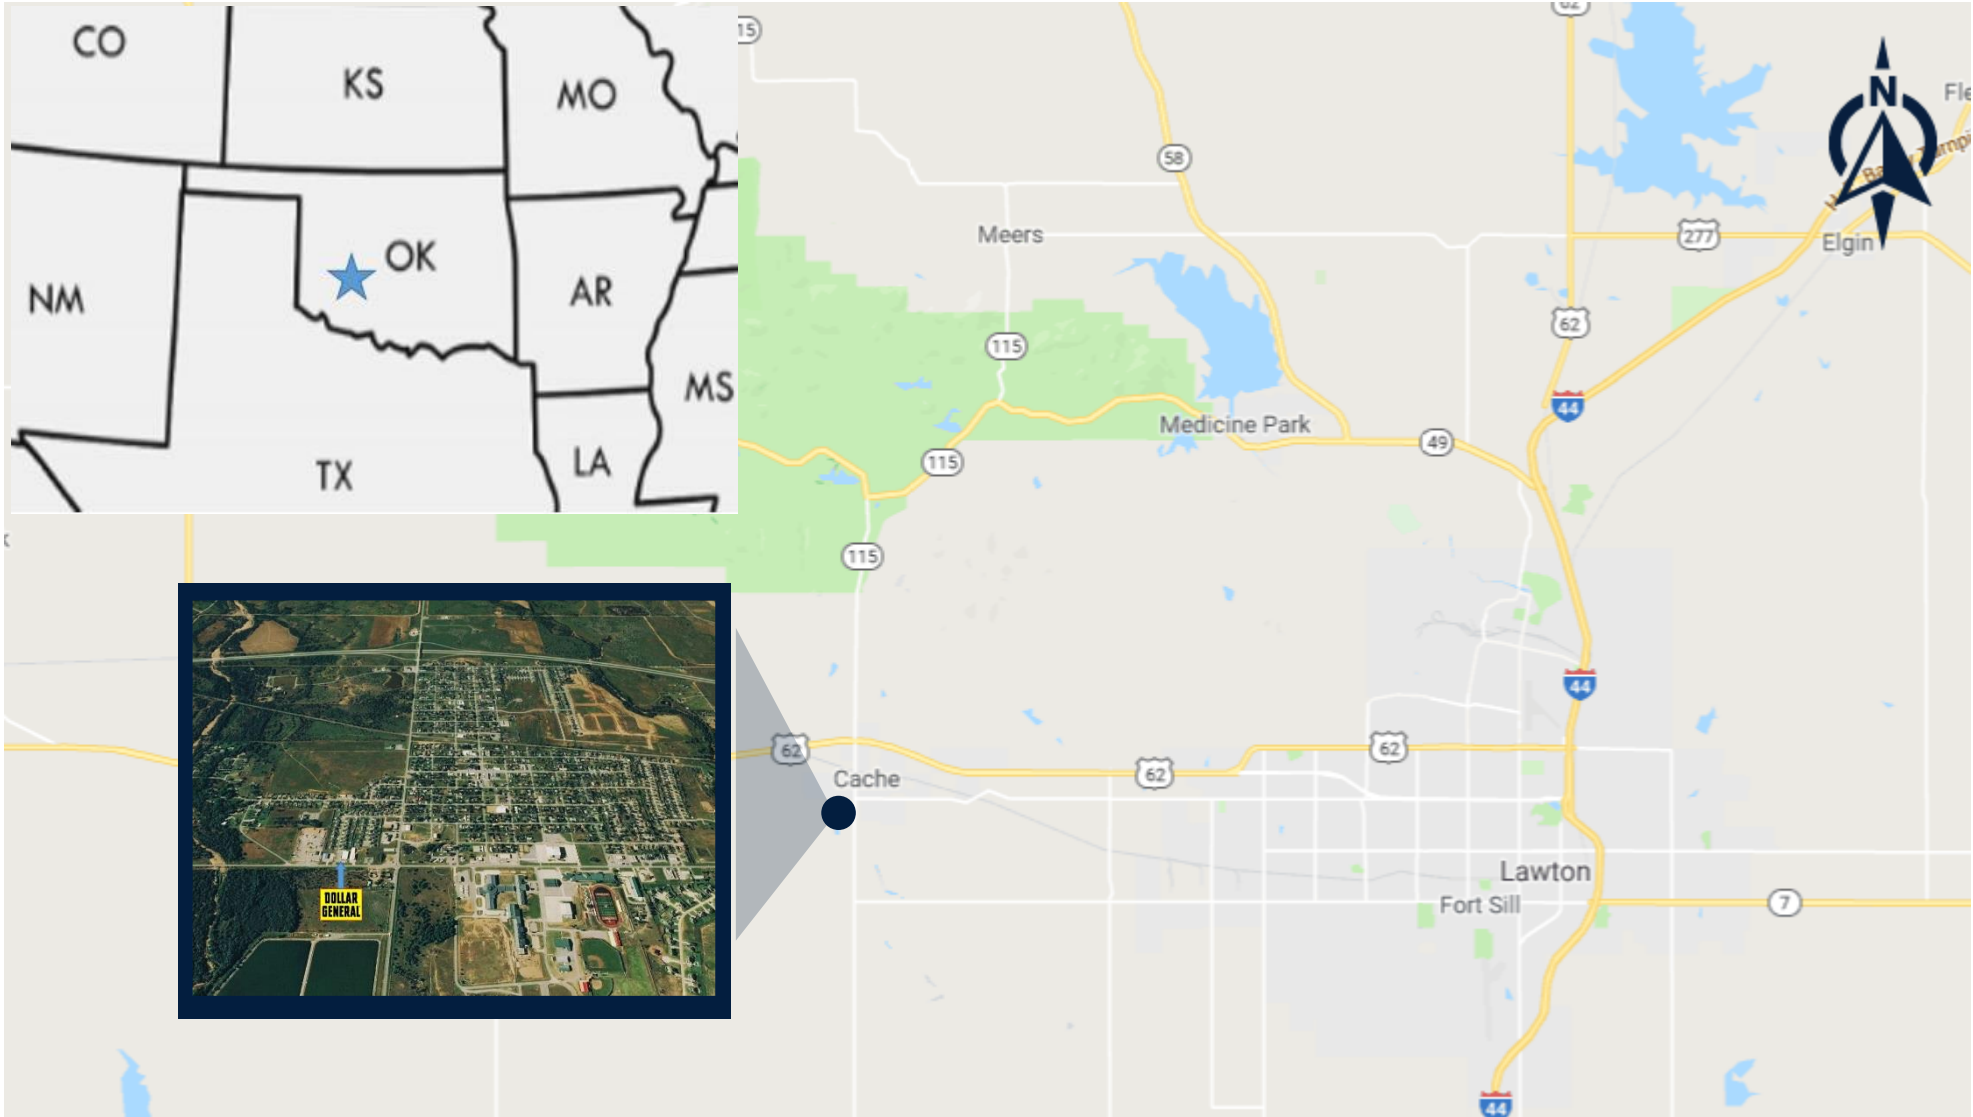 CO
KS
MO
OK
NM
AR
MS
TX
LA
15
62
N
Fle
58
Meers
277
Elgin
115
62
44
Medicine Park
49
115
115
44
62
62
62
Cache
Lawton
Fort Sill
7
44
DOLLAR
GENERAL